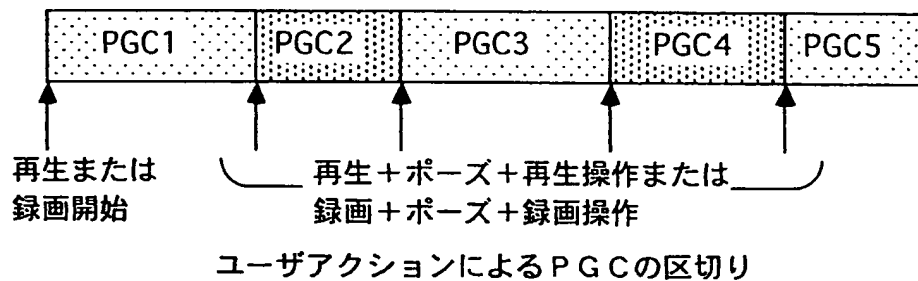 PGC1 PGC2 PGC3 PGC4 PGC5
再生または
録画開始
再生+ポーズ+再生操作または
録画+ポーズ+録画操作
ユーザアクションによるPGCの区切り